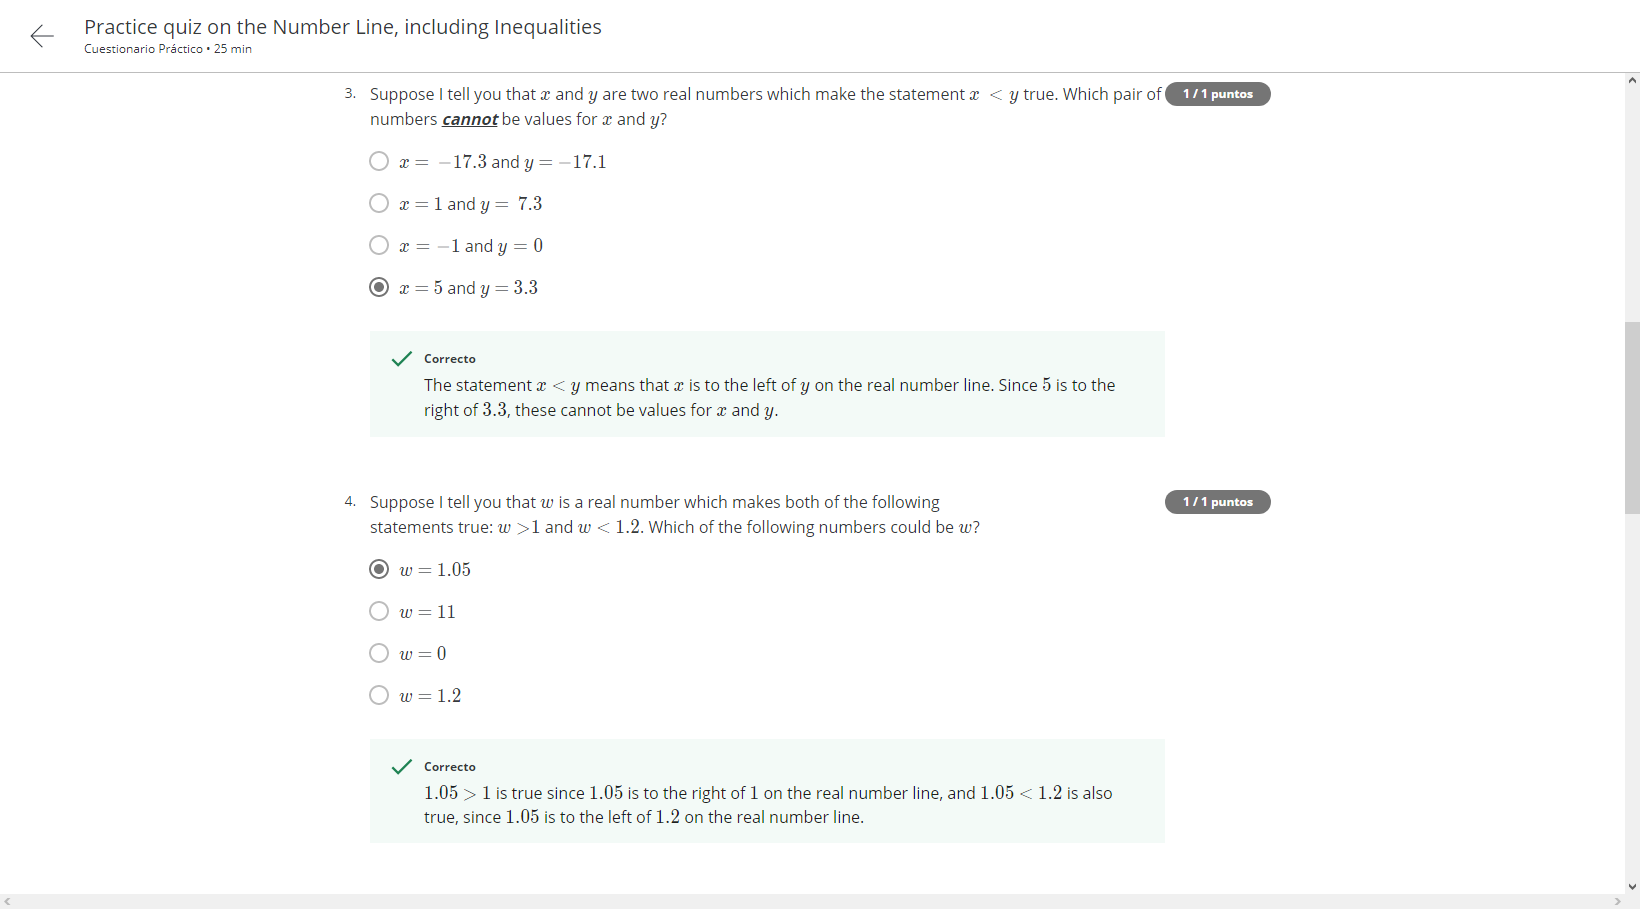 Practice quiz on the Number Line, including Inequalities
Cuestionario Práctico • 25 min
3. Suppose I tell you that x and y are two real numbers which make the statement x < y true. Which pair of
1 / 1 puntos
numbers cannot be values for x and y?
x = −17.3 and y = −17.1
x = 1 and y = 7.3
x = −1 and y = 0
x = 5 and y = 3.3
Correcto
The statement x < y means that x is to the left of y on the real number line. Since 5 is to the
right of 3.3, these cannot be values for x and y.
4. Suppose I tell you that w is a real number which makes both of the following
1 / 1 puntos
statements true: w >1 and w < 1.2. Which of the following numbers could be w?
w = 1.05
w = 11
w = 0
w = 1.2
Correcto
1.05 > 1 is true since 1.05 is to the right of 1 on the real number line, and 1.05 < 1.2 is also
true, since 1.05 is to the left of 1.2 on the real number line.